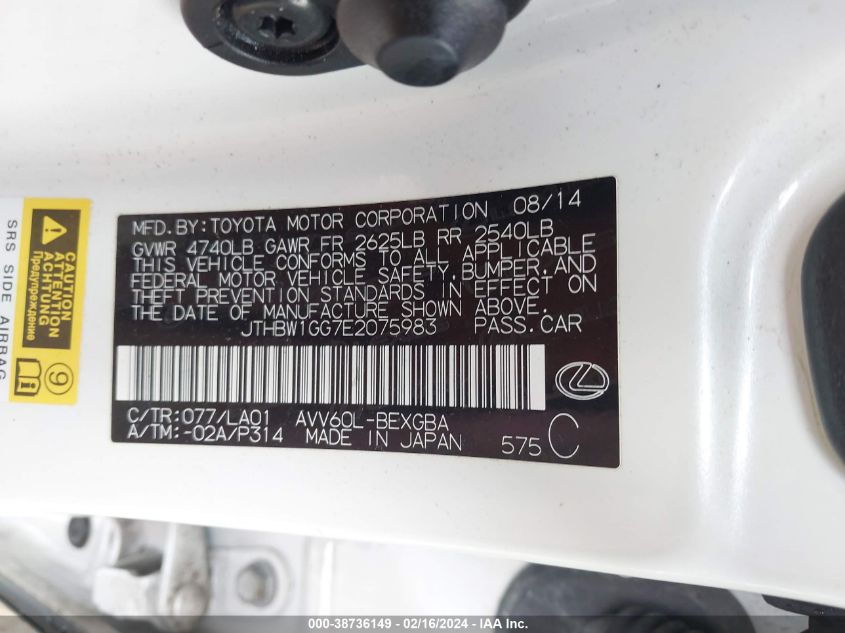 MFD.BY:TOYOTA MOTOR CORPORATION 08/14
GVWR 4740LB GAWR FR 2625LB RR 2540LB
THIS VEHICLE CONFORMS TO ALL APPLICABLE
FEDERAL MOTOR VEHICLE SAFETY,BUMPER,AND
THEFT PREVENTION STANDARDS IN EFFECT ON
THE DATE OF MANUFACTURE SHOWN ABOVE.
JTHBW1GG7E2075983 PASS.CAR
C/TR:077/LA01 AVV60L-BEXGBA
A/TM:-02A/P314 MADE IN JAPAN 575 C
SRS SIDE AIRBAG
CAUTION
ATTENTION
ACHTUNG
Предупреждение
9
000-38736149 - 02/16/2024 - IAA Inc.